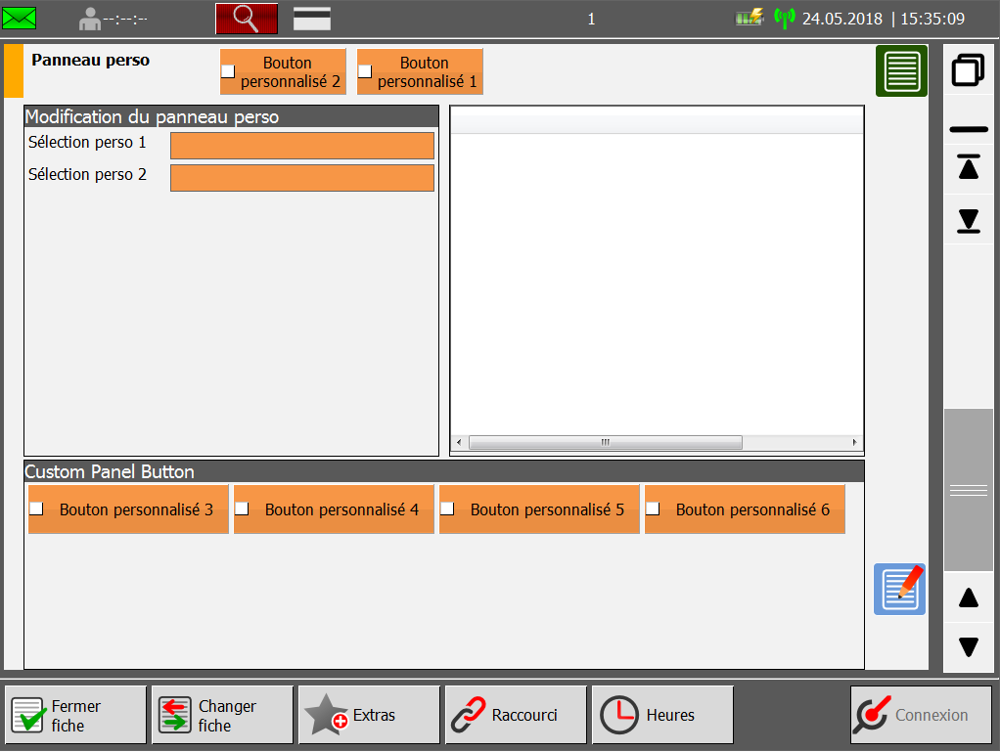 --:--:-- 1 24.05.2018 | 15:35:09
Panneau perso
Bouton
personnalisé 2
Bouton
personnalisé 1
Modification du panneau perso
Sélection perso 1
Sélection perso 2
Custom Panel Button
Bouton personnalisé 3 Bouton personnalisé 4 Bouton personnalisé 5 Bouton personnalisé 6
Fermer
fiche
Changer
fiche
Extras
Raccourci
Heures
Connexion